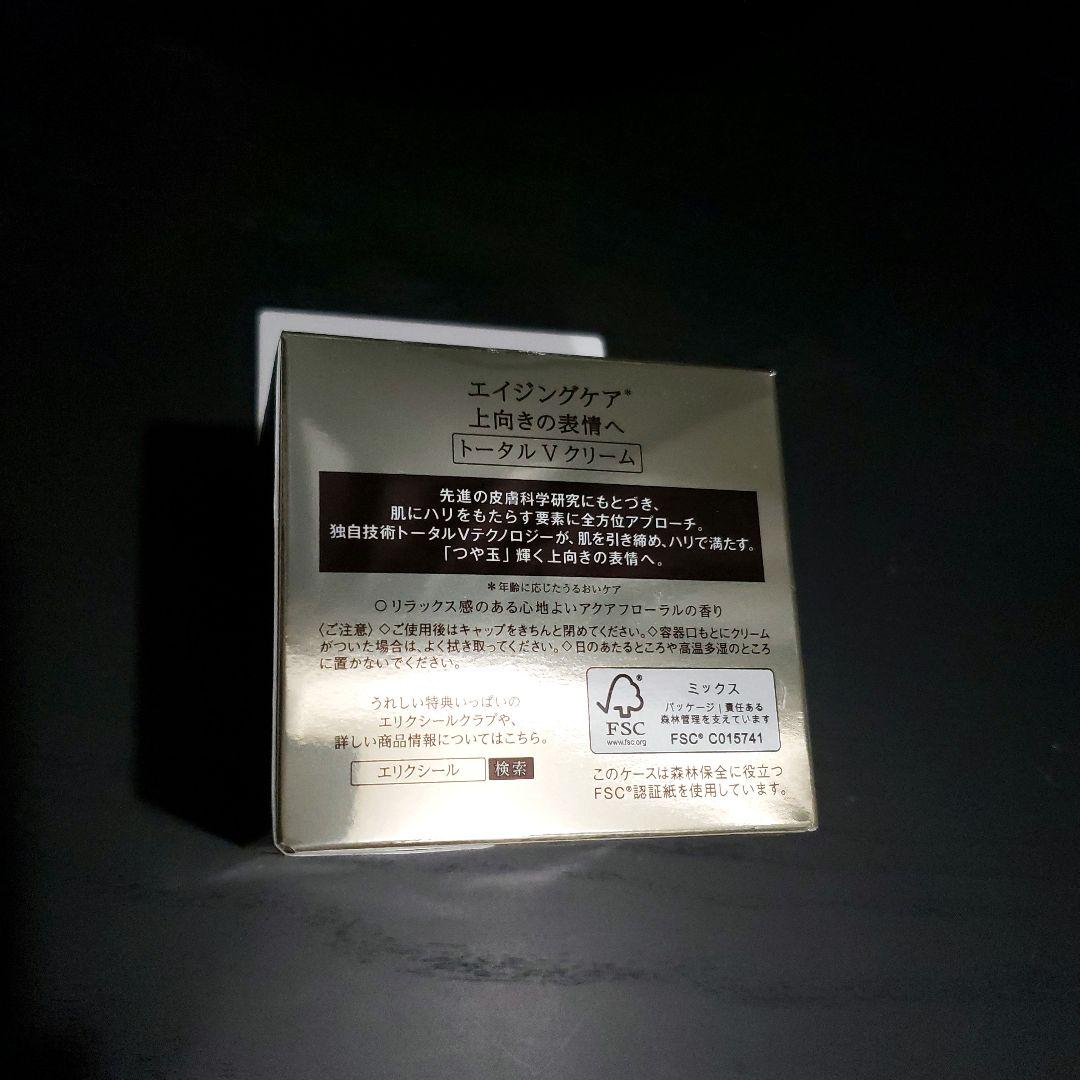 エイジングケア*
上向きの表情へ
トータル V クリーム
先進の皮膚科学研究にもとづき、
肌にハリをもたらす要素に全方位アプローチ。
独自技術トータルVテクノロジーが、肌を引き締め、ハリで満たす。
「つや玉」輝く上向きの表情へ。
*年齢に応じたうるおいケア
○リラックス感のある心地よいアクアフローラルの香り
〈ご注意〉◇ご使用後はキャップをきちんと閉めてください。◇容器口もとにクリーム
がついた場合は、よく拭き取ってください。◇日のあたるところや高温多湿のところ
に置かないでください。
うれしい特典いっぱいの
エリクシールクラブや、
詳しい商品情報についてはこちら。
エリクシール 検索
FSC®
www.fsc.org
ミックス
パッケージ|責任ある
森林管理を支えています
FSC® C015741
このケースは森林保全に役立つ
FSC®認証紙を使用しています。